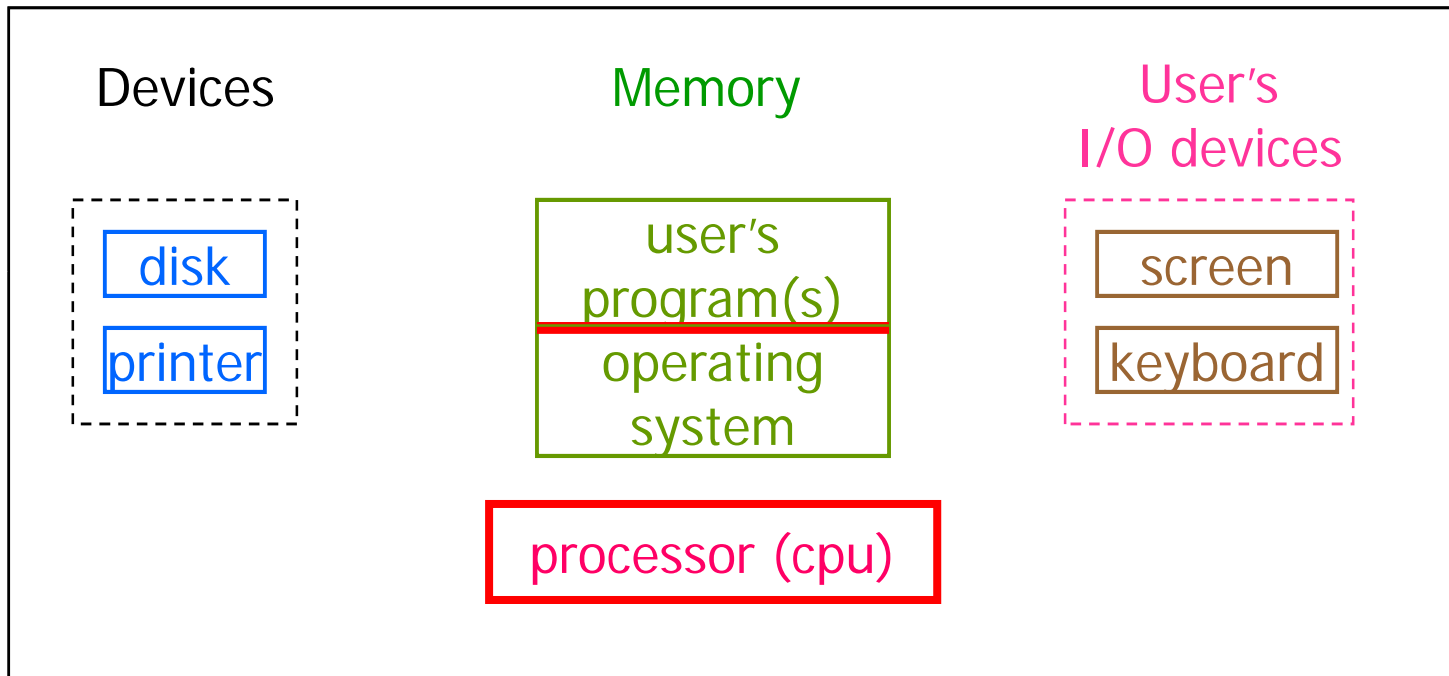 Devices
disk
printer
Memory
user's
program(s)
operating
system
processor (cpu)
User's
I/O devices
screen
keyboard